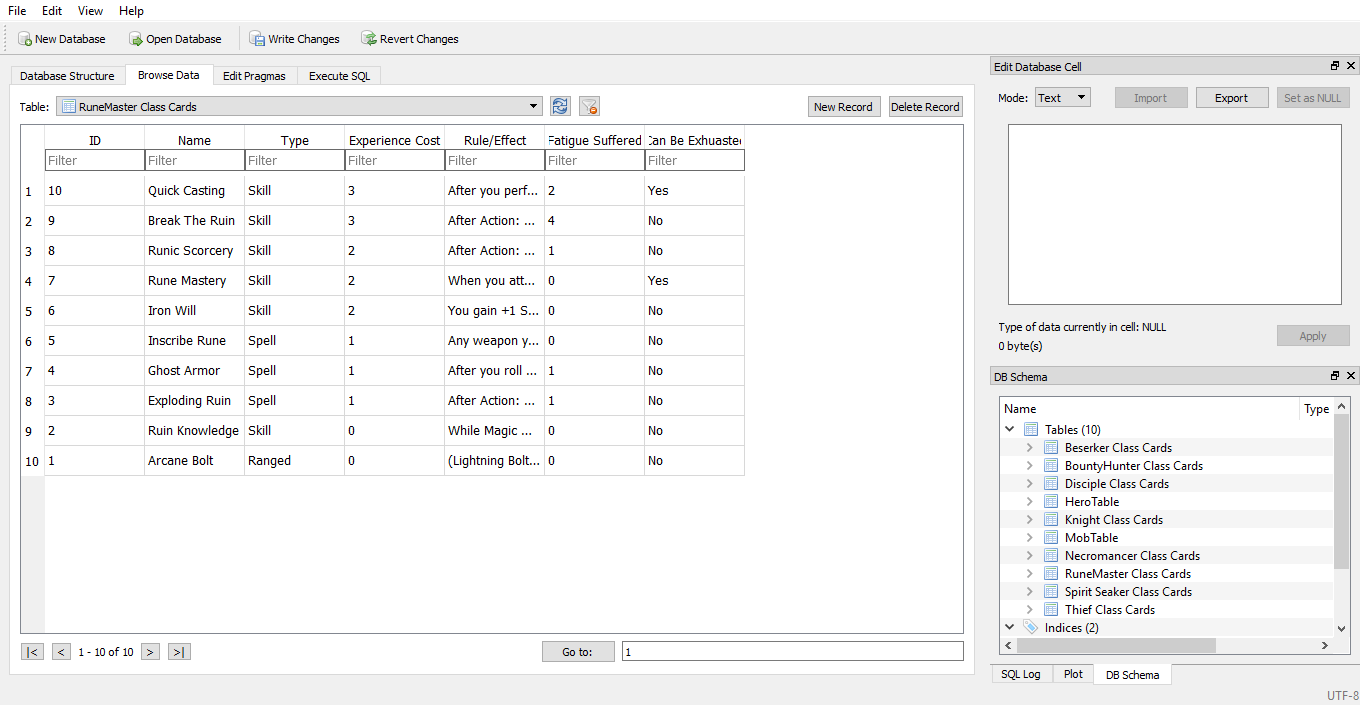 File Edit View Help
New Database Open Database Write Changes Revert Changes
Database Structure Browse Data Edit Pragmas Execute SQL
Table: RuneMaster Class Cards New Record Delete Record
ID Name Type Experience Cost Rule/Effect Fatigue Suffered Can Be Exhuasted
Filter Filter Filter Filter Filter Filter Filter
1 10 Quick Casting Skill 3 After you perf... 2 Yes
2 9 Break The Ruin Skill 3 After Action: ... 4 No
3 8 Runic Scorcery Skill 2 After Action: ... 1 No
4 7 Rune Mastery Skill 2 When you att... 0 Yes
5 6 Iron Will Skill 2 You gain +1 S... 0 No
6 5 Inscribe Rune Spell 1 Any weapon y... 0 No
7 4 Ghost Armor Spell 1 After you roll ... 1 No
8 3 Exploding Ruin Spell 1 After Action: ... 1 No
9 2 Ruin Knowledge Skill 0 While Magic ... 0 No
10 1 Arcane Bolt Ranged 0 (Lightning Bolt... 0 No
|< < 1 - 10 of 10 > >| Go to: 1
Edit Database Cell
Mode: Text Import Export Set as NULL
Type of data currently in cell: NULL
0 byte(s)
Apply
DB Schema
Name Type
Tables (10)
Beserker Class Cards
BountyHunter Class Cards
Disciple Class Cards
HeroTable
Knight Class Cards
MobTable
Necromancer Class Cards
RuneMaster Class Cards
Spirit Seaker Class Cards
Thief Class Cards
Indices (2)
SQL Log Plot DB Schema
UTF-8